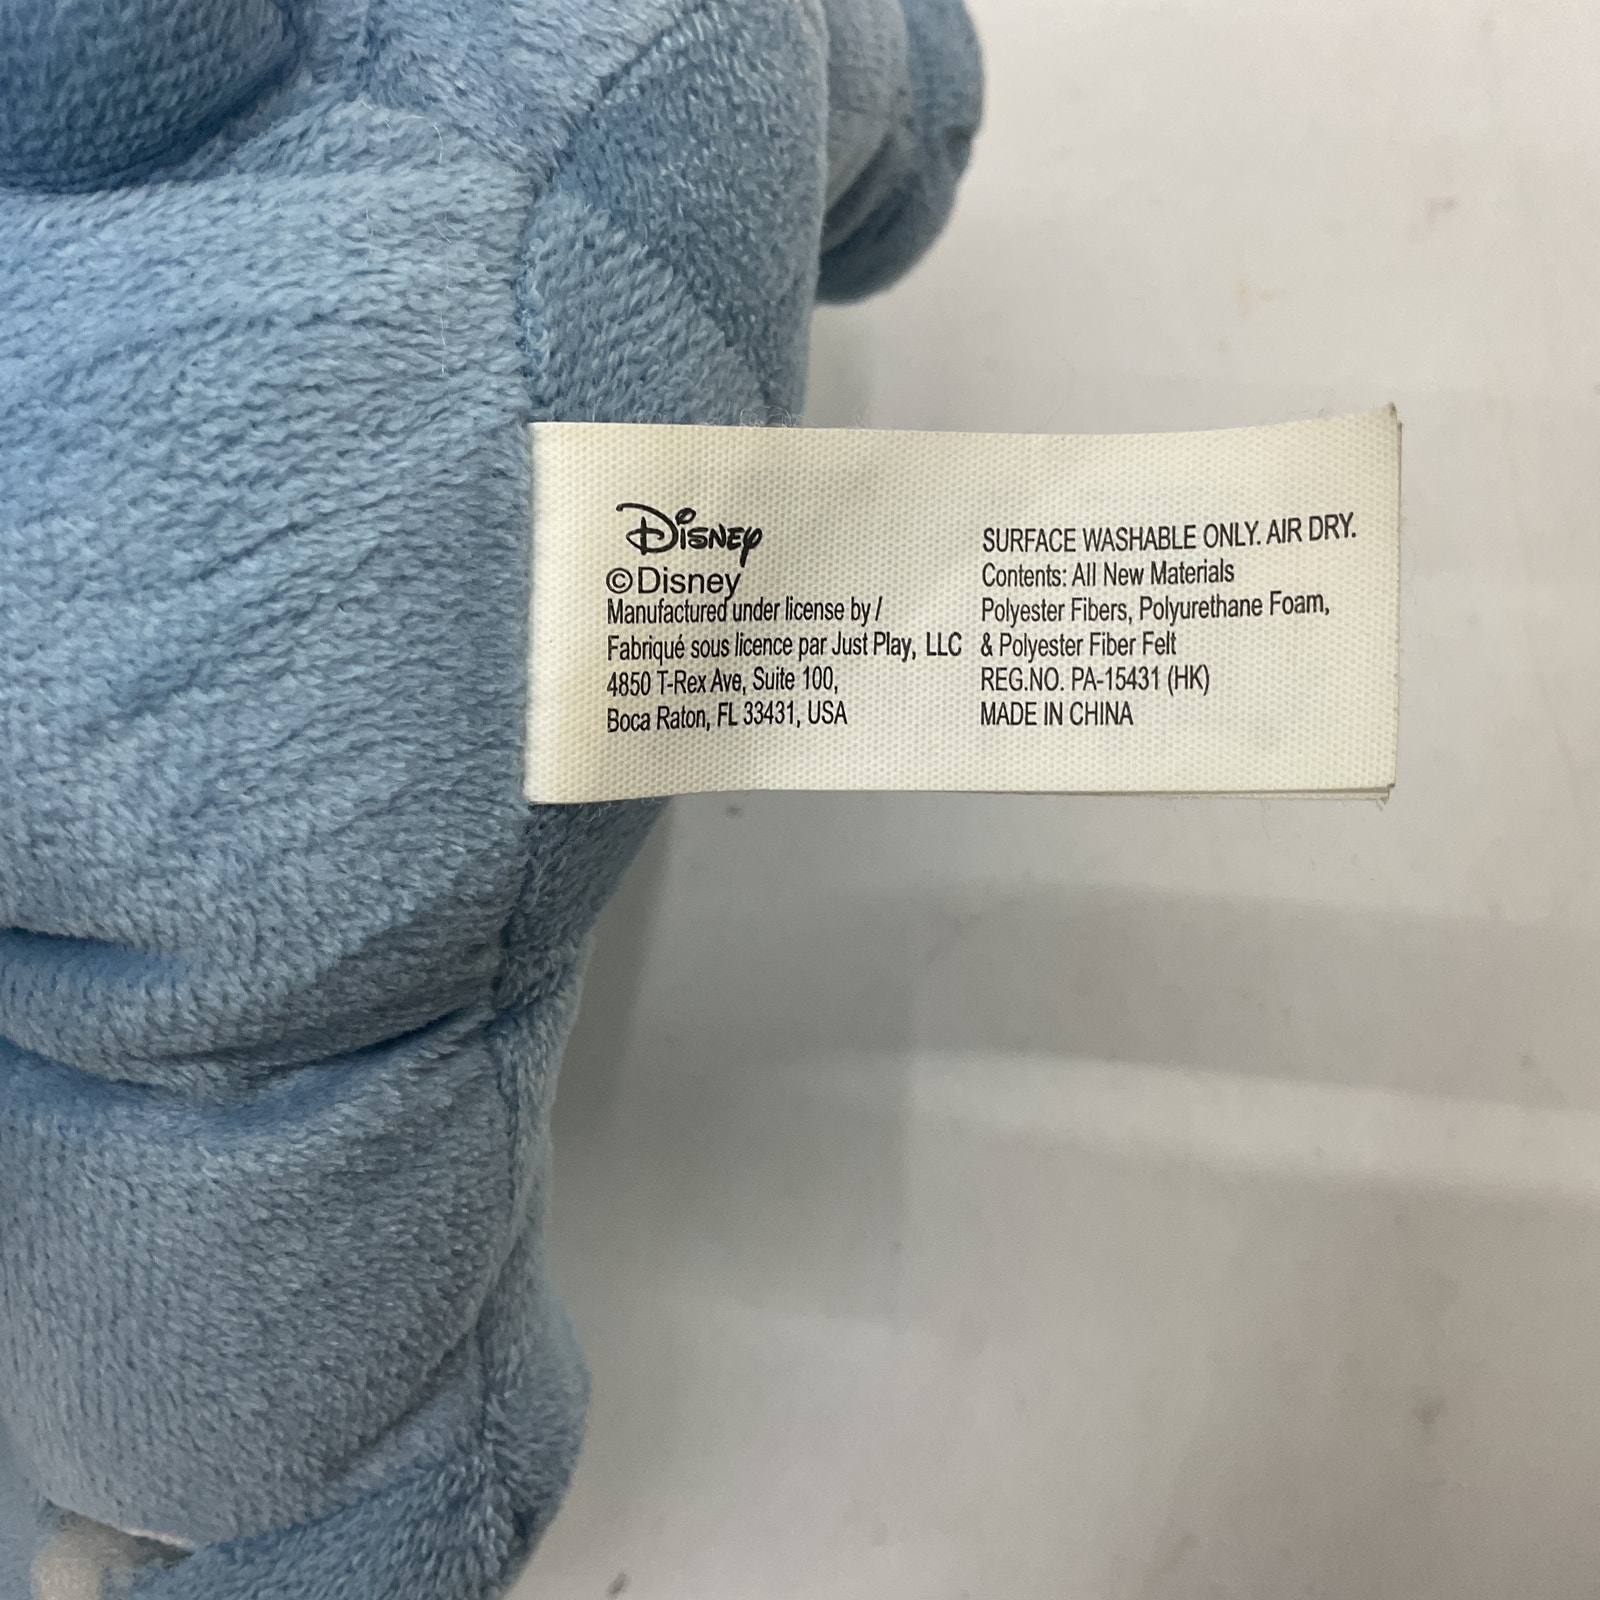 Disney
©Disney
Manufactured under license by /
Fabriqué sous licence par Just Play, LLC
4850 T-Rex Ave, Suite 100,
Boca Raton, FL 33431, USA
SURFACE WASHABLE ONLY. AIR DRY.
Contents: All New Materials
Polyester Fibers, Polyurethane Foam,
& Polyester Fiber Felt
REG.NO. PA-15431 (HK)
MADE IN CHINA